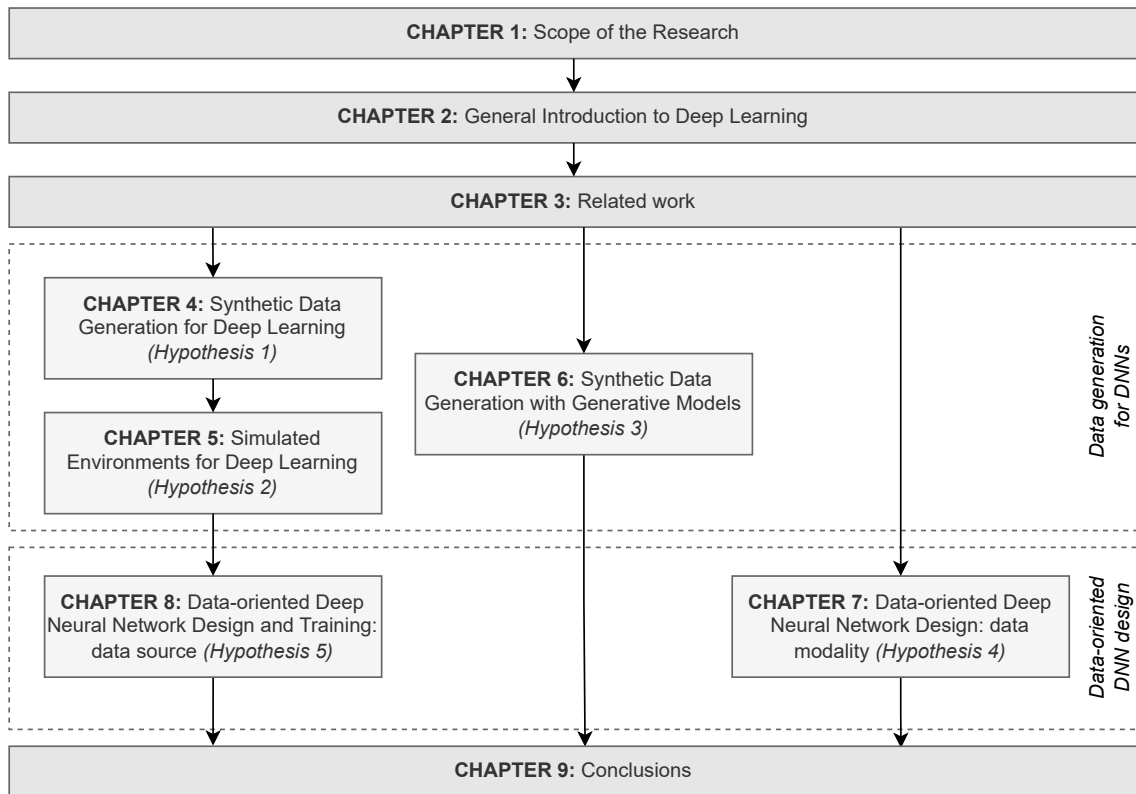 CHAPTER 1: Scope of the Research
CHAPTER 2: General Introduction to Deep Learning
CHAPTER 3: Related work
CHAPTER 4: Synthetic Data
Generation for Deep Learning
(Hypothesis 1)
CHAPTER 5: Simulated
Environments for Deep Learning
(Hypothesis 2)
CHAPTER 6: Synthetic Data
Generation with Generative Models
(Hypothesis 3)
Data generation
for DNNs
CHAPTER 8: Data-oriented Deep
Neural Network Design and Training:
data source (Hypothesis 5)
CHAPTER 7: Data-oriented Deep
Neural Network Design: data
modality (Hypothesis 4)
Data-oriented
DNN design
CHAPTER 9: Conclusions